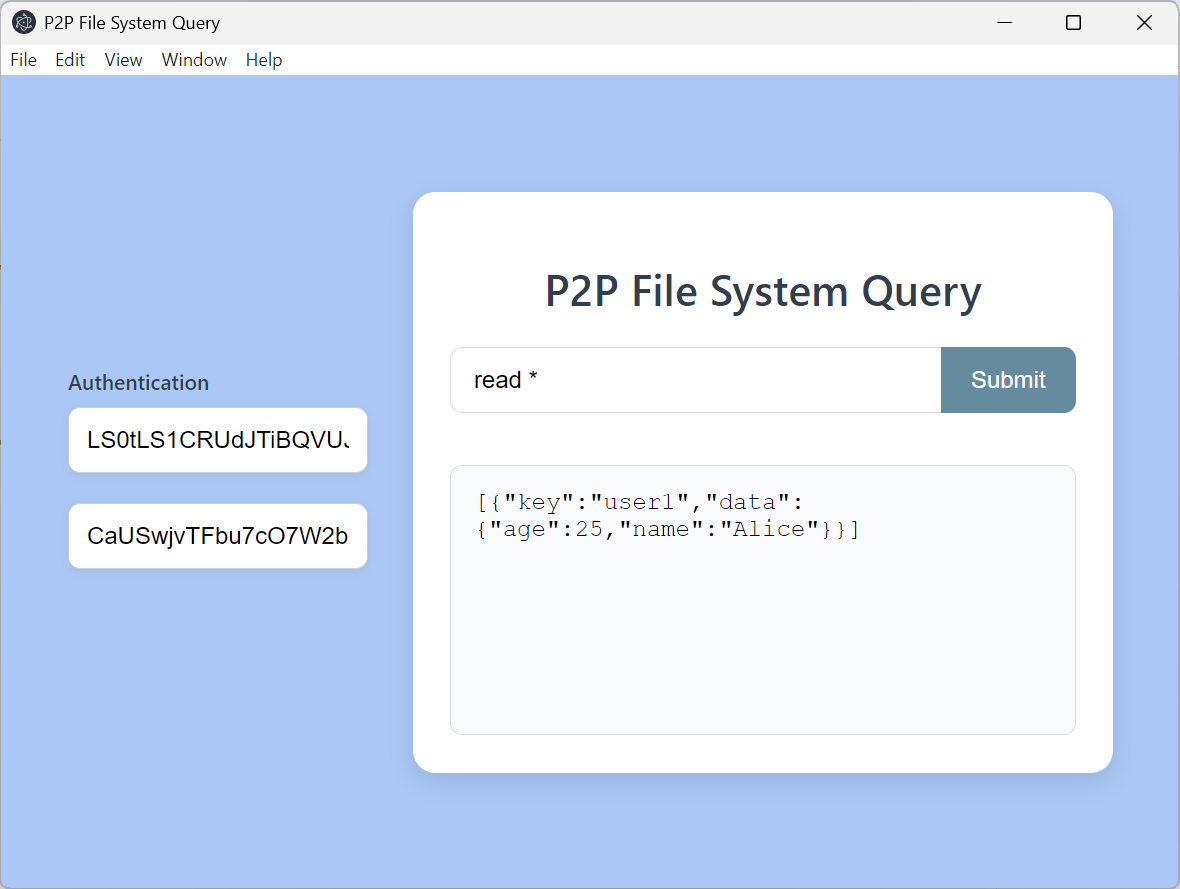 P2P File System Query
File Edit View Window Help
P2P File System Query
read *
Submit
Authentication
LS0tLS1CRUdJTiBQVU
CaUSwjvTFbu7cO7W2b
[{"key":"user1","data":
{"age":25,"name":"Alice"}}]